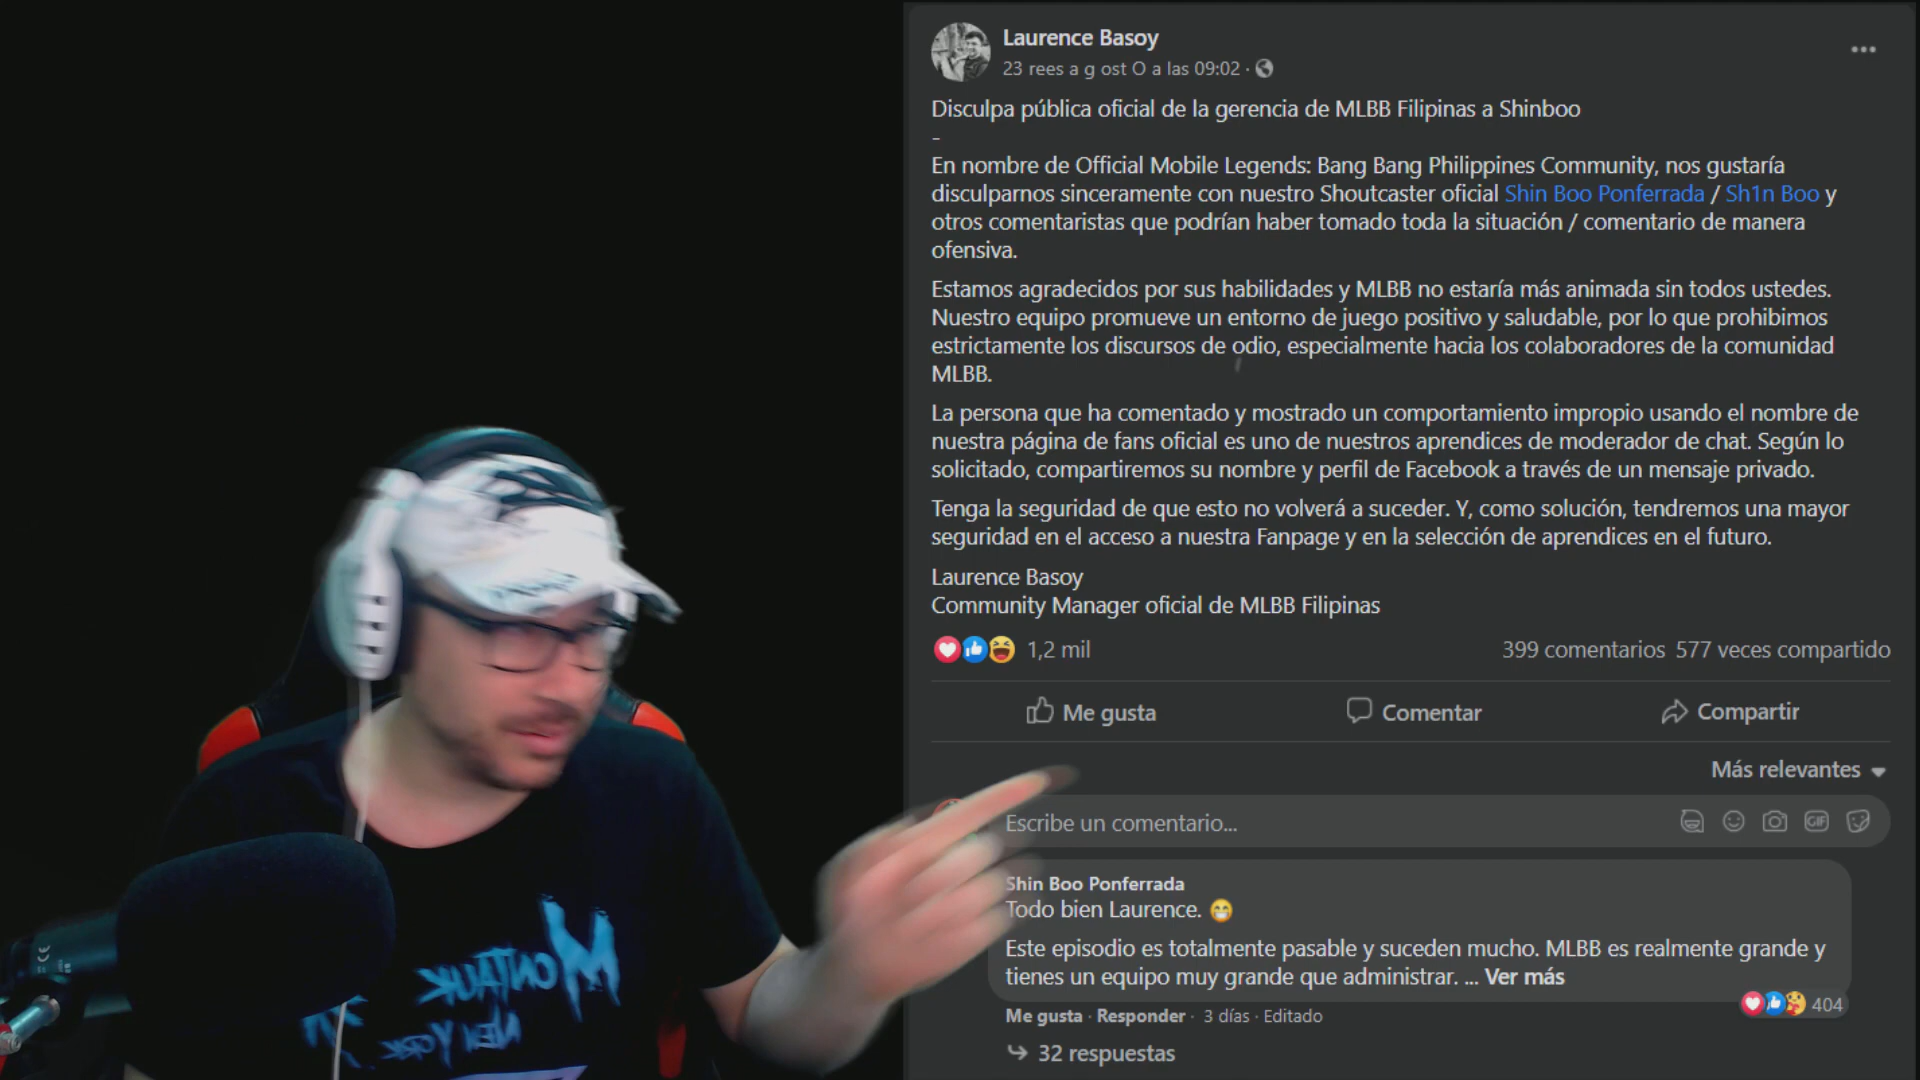 Laurence Basoy
23 rees a g ost O a las 09:02 ·
Disculpa pública oficial de la gerencia de MLBB Filipinas a Shinboo
-
En nombre de Official Mobile Legends: Bang Bang Philippines Community, nos gustaría
disculparnos sinceramente con nuestro Shoutcaster oficial Shin Boo Ponferrada / Sh1n Boo y
otros comentaristas que podrían haber tomado toda la situación / comentario de manera
ofensiva.
Estamos agradecidos por sus habilidades y MLBB no estaría más animada sin todos ustedes.
Nuestro equipo promueve un entorno de juego positivo y saludable, por lo que prohibimos
estrictamente los discursos de odio, especialmente hacia los colaboradores de la comunidad
MLBB.
La persona que ha comentado y mostrado un comportamiento impropio usando el nombre de
nuestra página de fans oficial es uno de nuestros aprendices de moderador de chat. Según lo
solicitado, compartiremos su nombre y perfil de Facebook a través de un mensaje privado.
Tenga la seguridad de que esto no volverá a suceder. Y, como solución, tendremos una mayor
seguridad en el acceso a nuestra Fanpage y en la selección de aprendices en el futuro.
Laurence Basoy
Community Manager oficial de MLBB Filipinas
1,2 mil
399 comentarios 577 veces compartido
Me gusta Comentar Compartir
Más relevantes
Escribe un comentario...
GIF
Shin Boo Ponferrada
Todo bien Laurence.
Este episodio es totalmente pasable y suceden mucho. MLBB es realmente grande y
tienes un equipo muy grande que administrar. ... Ver más
404
Me gusta · Responder · 3 días · Editado
32 respuestas
MONTAUK
NEW YORK
CE